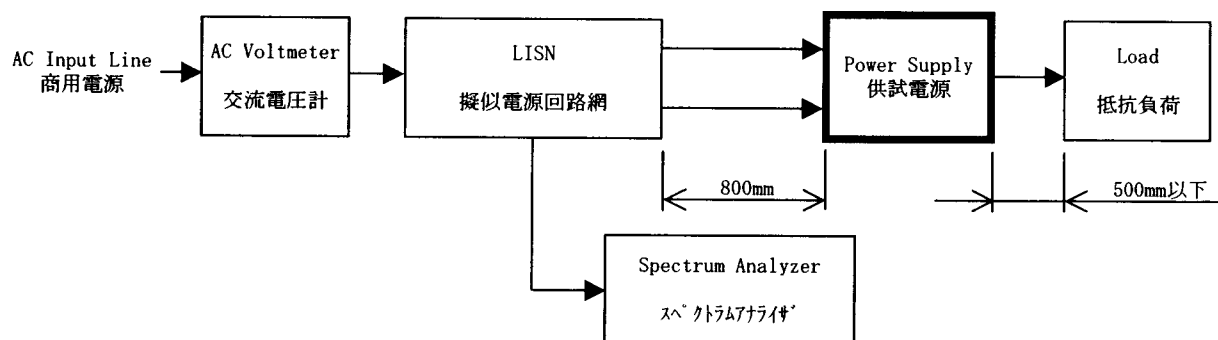 AC Input Line
商用電源
AC Voltmeter
交流電圧計
LISN
擬似電源回路網
Power Supply
供試電源
Load
抵抗負荷
800mm
500mm以下
Spectrum Analyzer
スペクトラムアナライザ